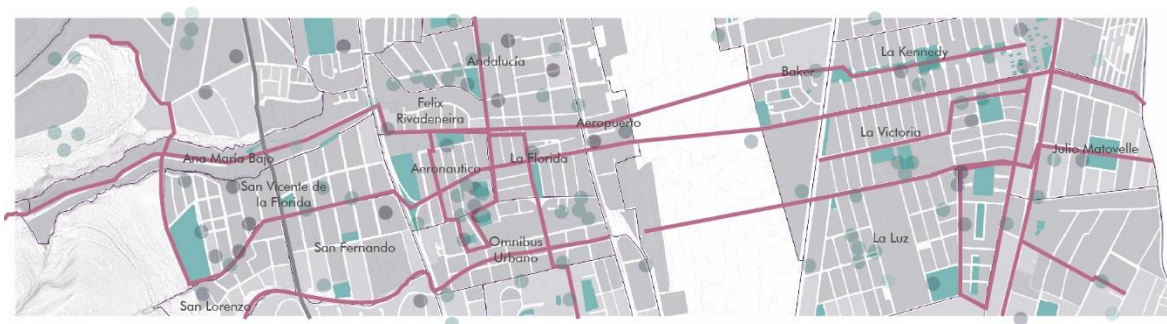 La Kennedy
Andalucía
Baker
Felix
Rivadeneira
Aeropuerto
La Victoria
Julio Matovelle
Ana María Bajo
La Florida
Aeronautico
San Vicente de
la Florida
La Luz
San Fernando
Omnibus
Urbano
San Lorenzo